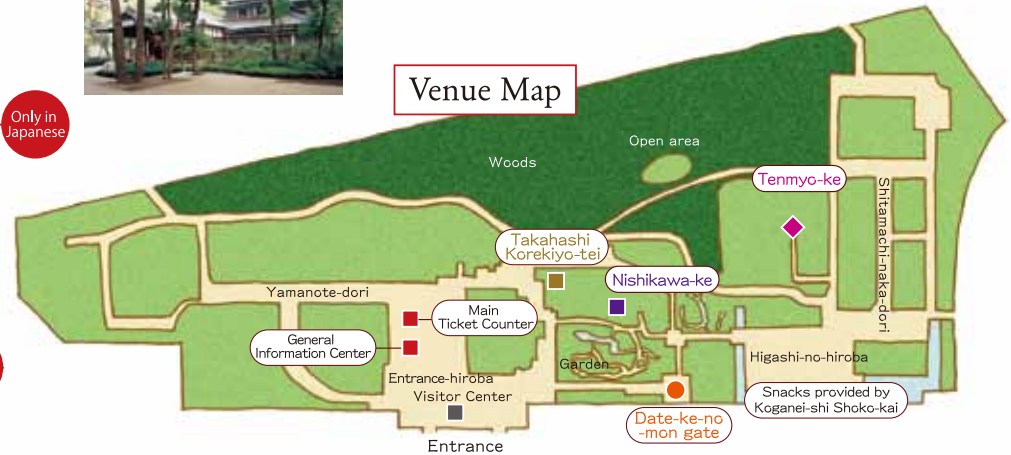 Venue Map
Only in
Japanese
Open area
Woods
Tenmyo-ke
Shitamachi-naka-dori
Takahashi
Korekiyo-tei
Nishikawa-ke
Yamanote-dori
Main
Ticket Counter
General
Information Center
Garden
Higashi-no-hiroba
Entrance-hiroba
Visitor Center
Snacks provided by
Koganei-shi Shoko-kai
Date-ke-no
-mon gate
Entrance